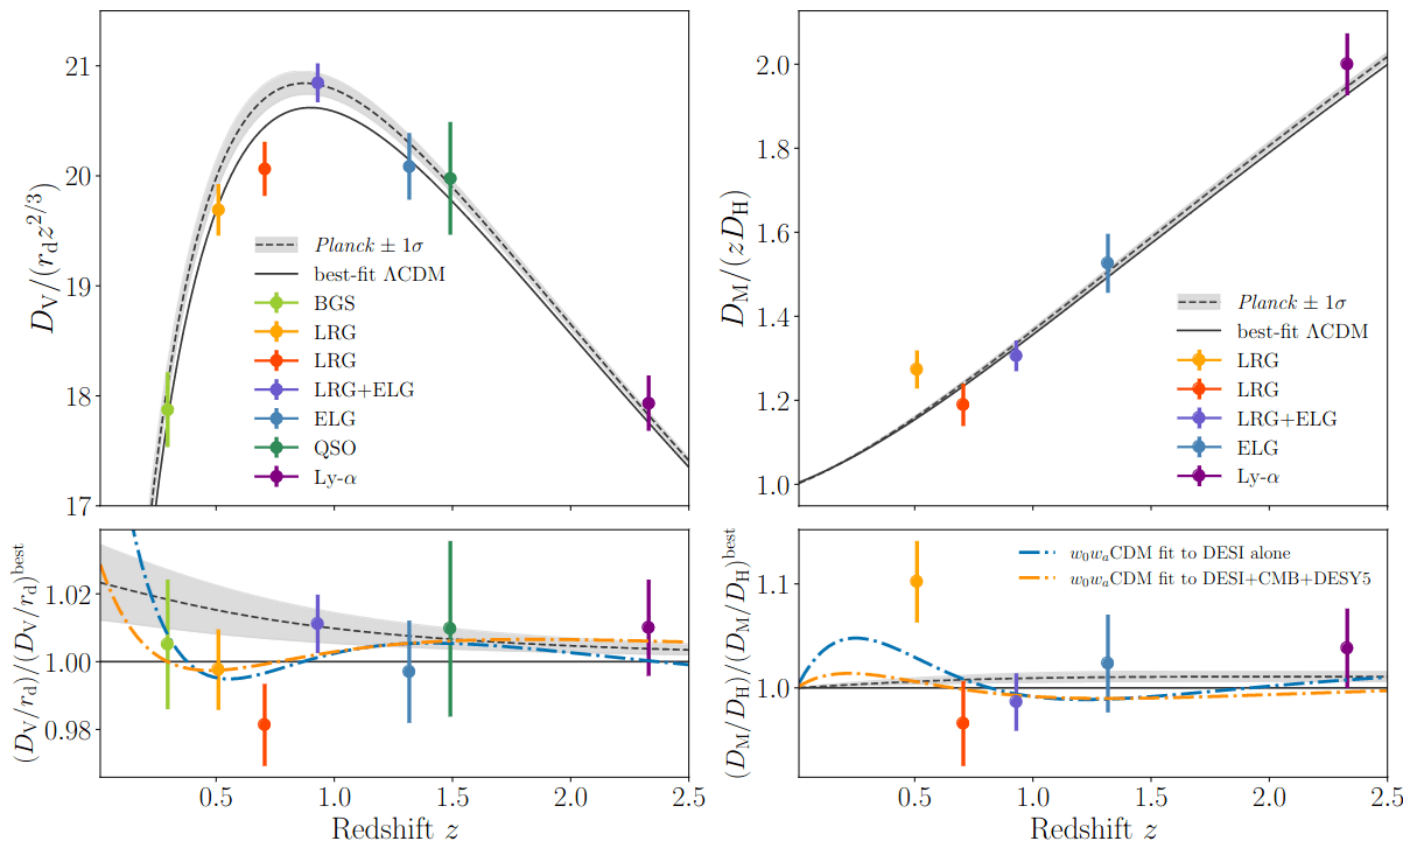 21
20
19
18
17
D_V/(r_d z^{2/3})
Planck ± 1σ
best-fit ΛCDM
BGS
LRG
LRG
LRG+ELG
ELG
QSO
Ly-α
2.0
1.8
1.6
1.4
1.2
1.0
D_M/(z D_H)
Planck ± 1σ
best-fit ΛCDM
LRG
LRG
LRG+ELG
ELG
Ly-α
1.02
1.00
0.98
(D_V/r_d)/(D_V/r_d)^{best}
0.5 1.0 1.5 2.0 2.5
Redshift z
1.1
1.0
(D_M/D_H)/(D_M/D_H)^{best}
w_0w_aCDM fit to DESI alone
w_0w_aCDM fit to DESI+CMB+DESY5
0.5 1.0 1.5 2.0 2.5
Redshift z